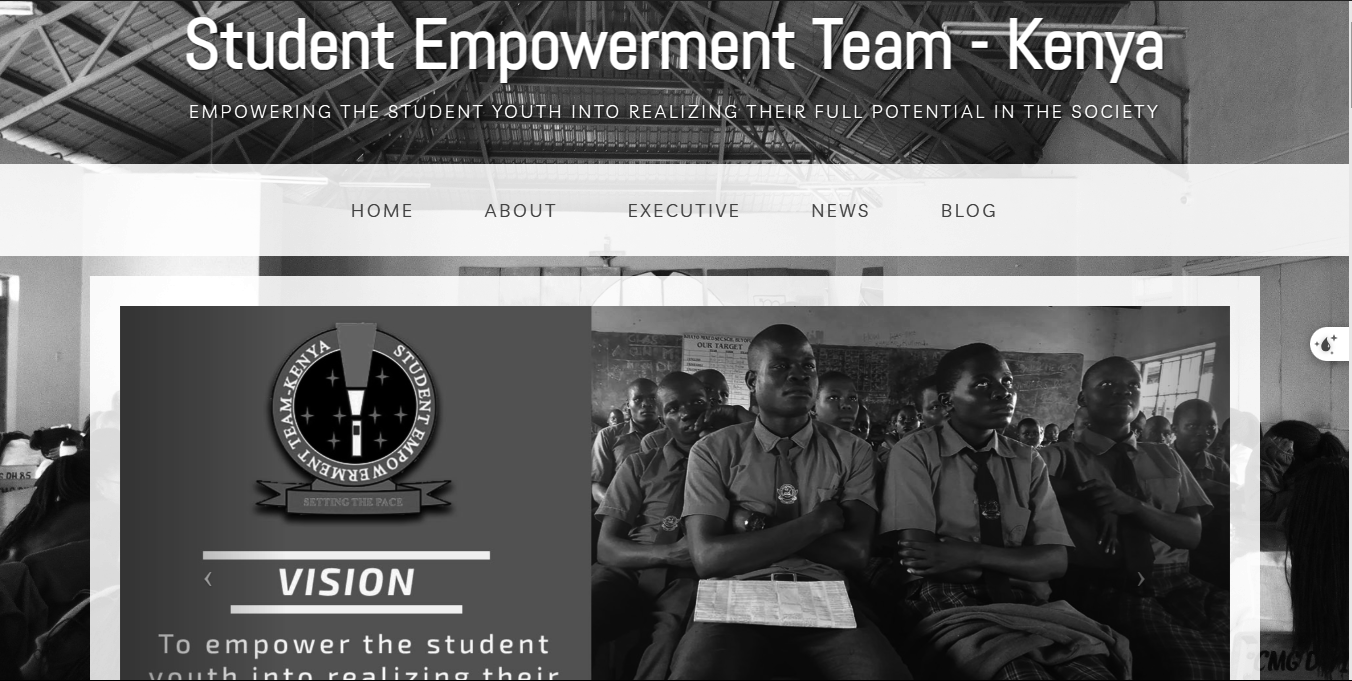 Student Empowerment Team - Kenya
EMPOWERING THE STUDENT YOUTH INTO REALIZING THEIR FULL POTENTIAL IN THE SOCIETY
HOME ABOUT EXECUTIVE NEWS BLOG
STUDENT EMPOWERMENT TEAM-KENYA
SETTING THE PACE
OUR TARGET
VISION
To empower the student
youth into realizing their